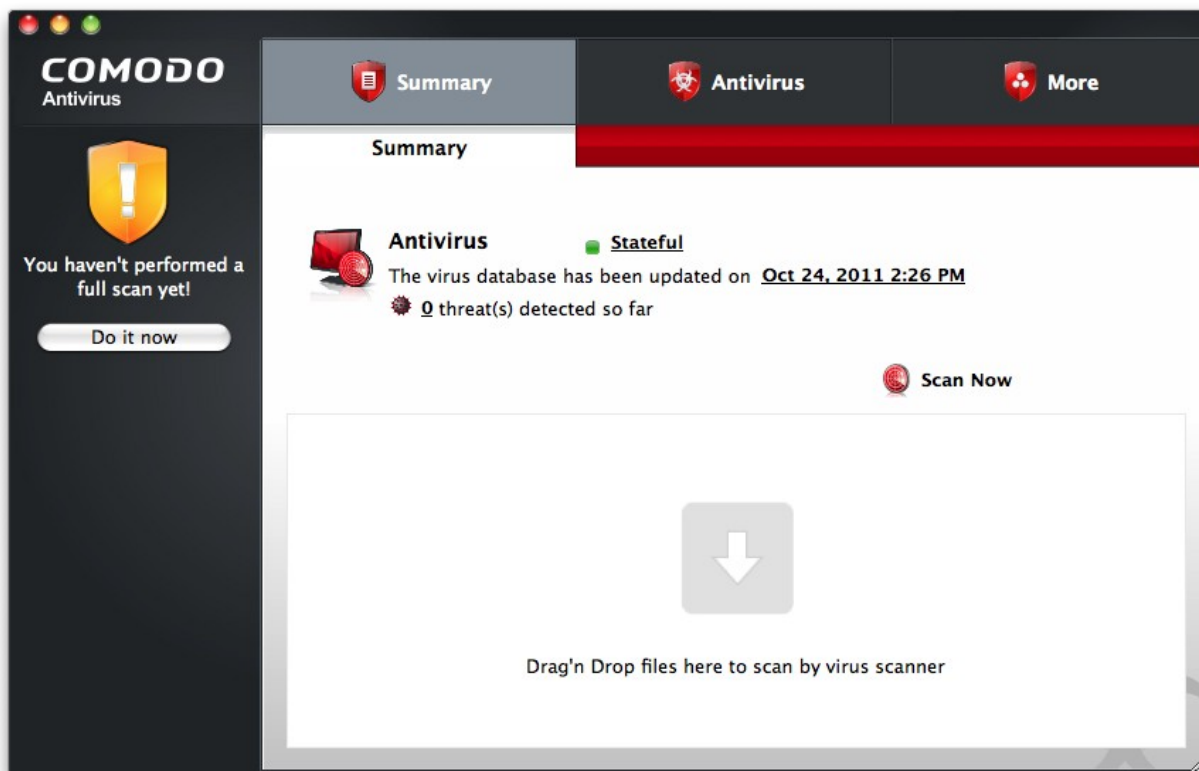 COMODO
Antivirus
Summary
Antivirus
More
Summary
You haven't performed a
full scan yet!
Do it now
Antivirus
Stateful
The virus database has been updated on Oct 24, 2011 2:26 PM
0 threat(s) detected so far
Scan Now
Drag'n Drop files here to scan by virus scanner